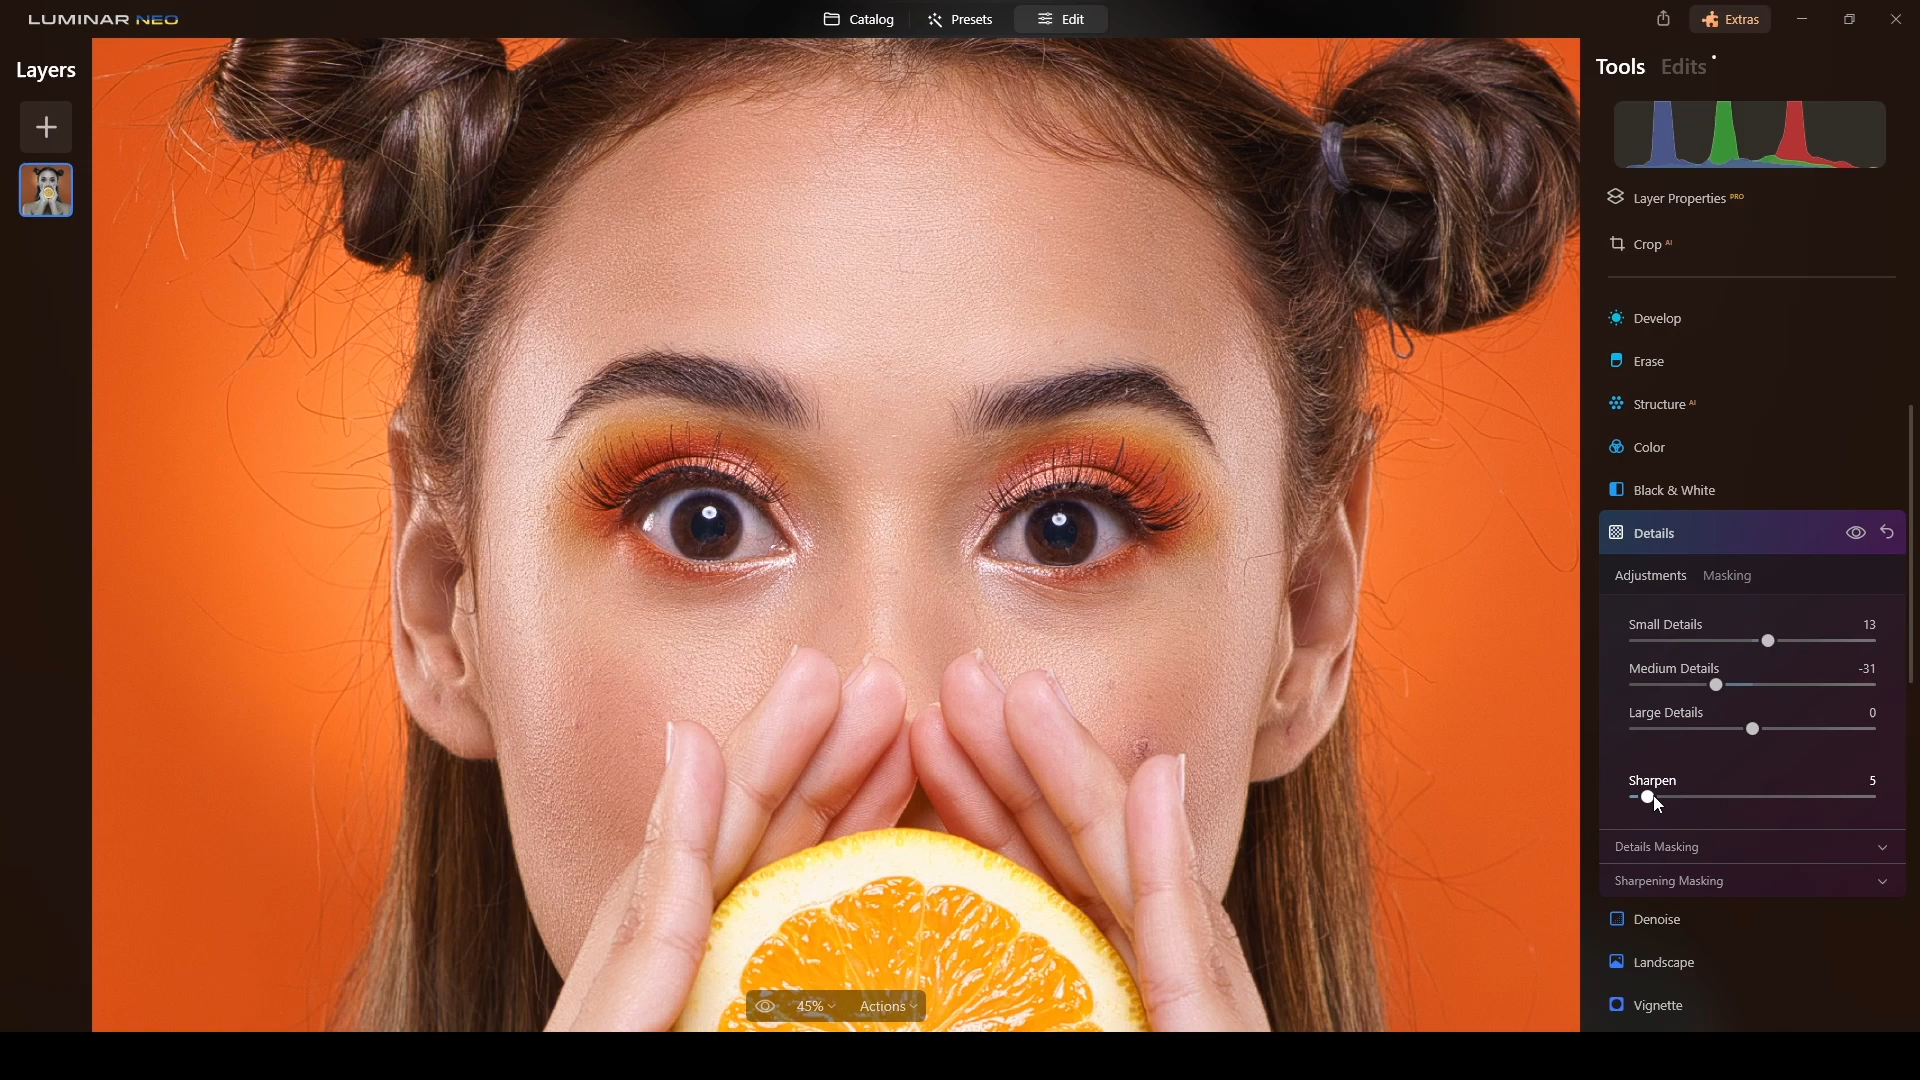 LUMINAR NEO
Catalog
Presets
Edit
Extras
Layers
Tools Edits
Layer Properties PRO
Crop AI
Develop
Erase
Structure AI
Color
Black & White
Details
Adjustments Masking
Small Details 13
Medium Details -31
Large Details 0
Sharpen 5
Details Masking
Sharpening Masking
Denoise
Landscape
Vignette
45% Actions